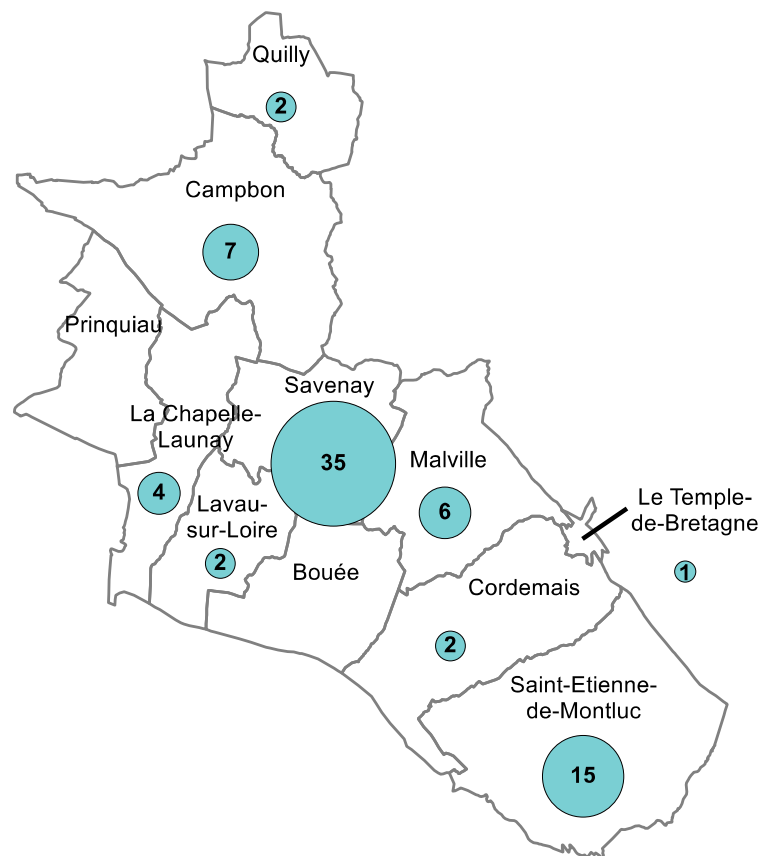 Quilly
2
Campbon
7
Prinquiau
Savenay
35
La Chapelle-
Launay
4
Malville
6
Le Temple-
de-Bretagne
1
Lavau-
sur-Loire
2
Bouée
Cordemais
2
Saint-Etienne-
de-Montluc
15